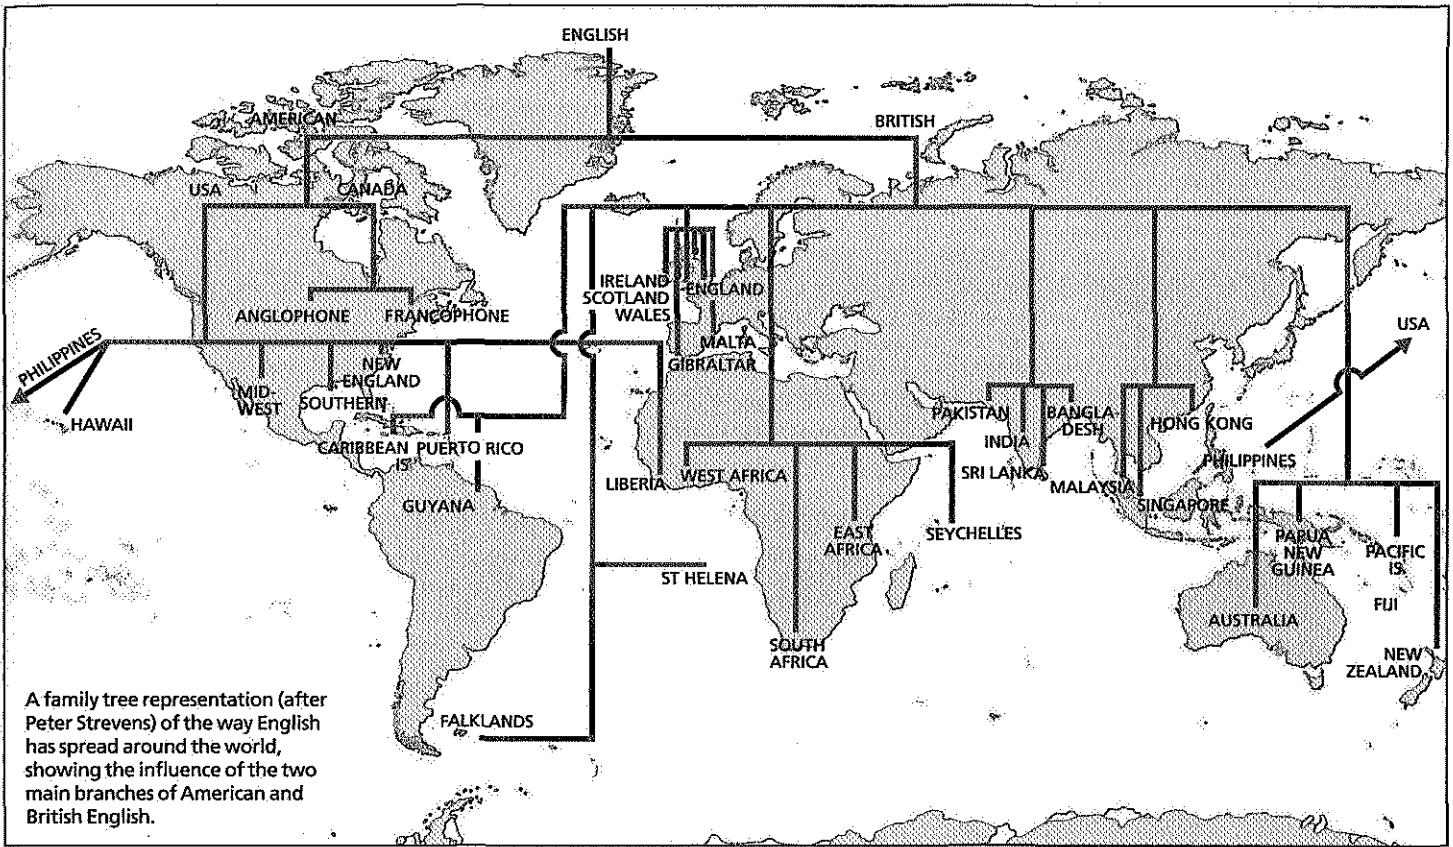 ENGLISH
AMERICAN
BRITISH
USA
CANADA
IRELAND
SCOTLAND
WALES
ENGLAND
ANGLOPHONE
FRANCOPHONE
USA
PHILIPPINES
MALTA
GIBRALTAR
NEW
ENGLAND
MID-
WEST
SOUTHERN
HAWAII
PAKISTAN
BANGLA-
DESH
HONG KONG
INDIA
CARIBBEAN
IS
PUERTO RICO
PHILIPPINES
SRI LANKA
WEST AFRICA
LIBERIA
MALAYSIA
SINGAPORE
GUYANA
EAST
AFRICA
SEYCHELLES
PAPUA
NEW
GUINEA
PACIFIC
IS.
ST HELENA
FIJI
AUSTRALIA
SOUTH
AFRICA
NEW
ZEALAND
FALKLANDS
A family tree representation (after
Peter Strevens) of the way English
has spread around the world,
showing the influence of the two
main branches of American and
British English.